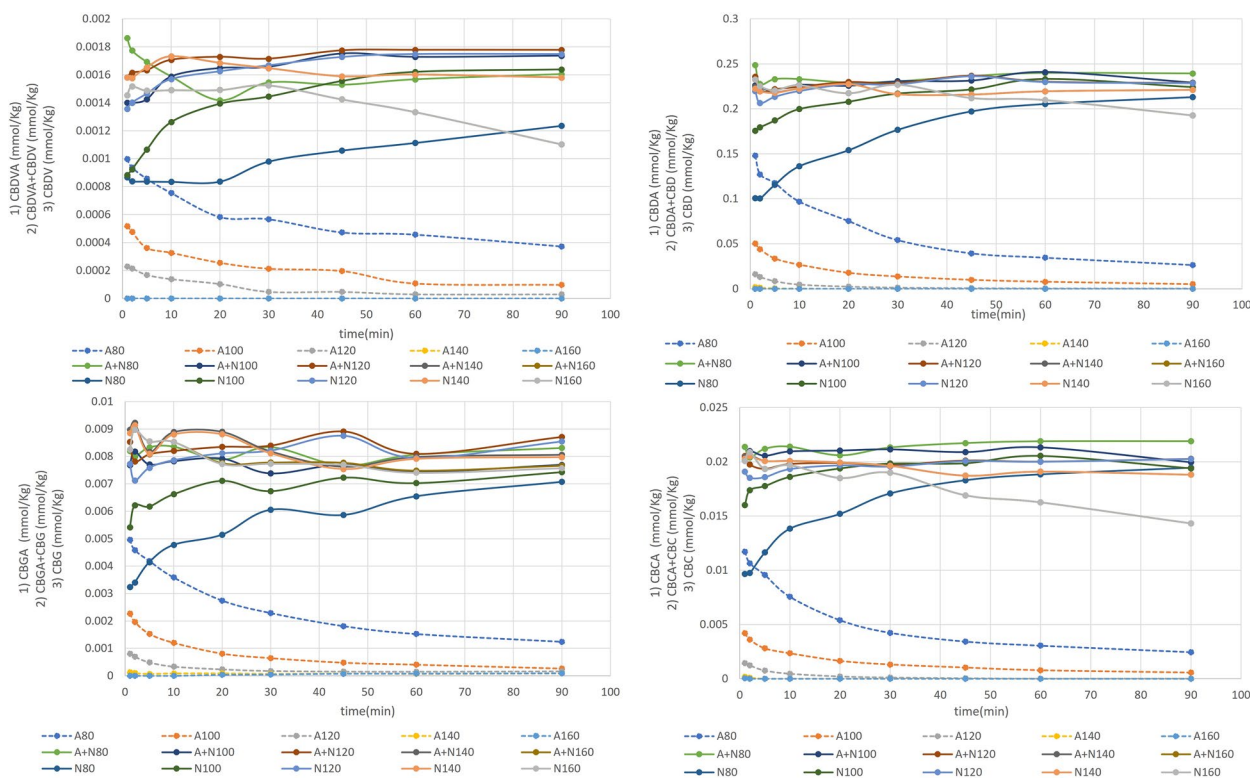 0.002
0.0018
0.0016
0.0014
0.0012
0.001
0.0008
0.0006
0.0004
0.0002
0
0 10 20 30 40 50 60 70 80 90 100
1) CBDVA (mmol/Kg)
2) CBDVA+CBDV (mmol/Kg)
3) CBDV (mmol/Kg)
time(min)
A80 A100 A120 A140 A160
A+N80 A+N100 A+N120 A+N140 A+N160
N80 N100 N120 N140 N160
0.3
0.25
0.2
0.15
0.1
0.05
0
0 10 20 30 40 50 60 70 80 90 100
1) CBDA (mmol/Kg)
2) CBDA+CBD (mmol/Kg)
3) CBD (mmol/Kg)
time(min)
A80 A100 A120 A140 A160
A+N80 A+N100 A+N120 A+N140 A+N160
N80 N100 N120 N140 N160
0.01
0.009
0.008
0.007
0.006
0.005
0.004
0.003
0.002
0.001
0
0 10 20 30 40 50 60 70 80 90 100
1) CBGA (mmol/Kg)
2) CBGA+CBG (mmol/Kg)
3) CBG (mmol/Kg)
time(min)
A80 A100 A120 A140 A160
A+N80 A+N100 A+N120 A+N140 A+N160
N80 N100 N120 N140 N160
0.025
0.02
0.015
0.01
0.005
0
0 10 20 30 40 50 60 70 80 90 100
1) CBCA (mmol/Kg)
2) CBCA+CBC (mmol/Kg)
3) CBC (mmol/Kg)
time(min)
A80 A100 A120 A140 A160
A+N80 A+N100 A+N120 A+N140 A+N160
N80 N100 N120 N140 N160